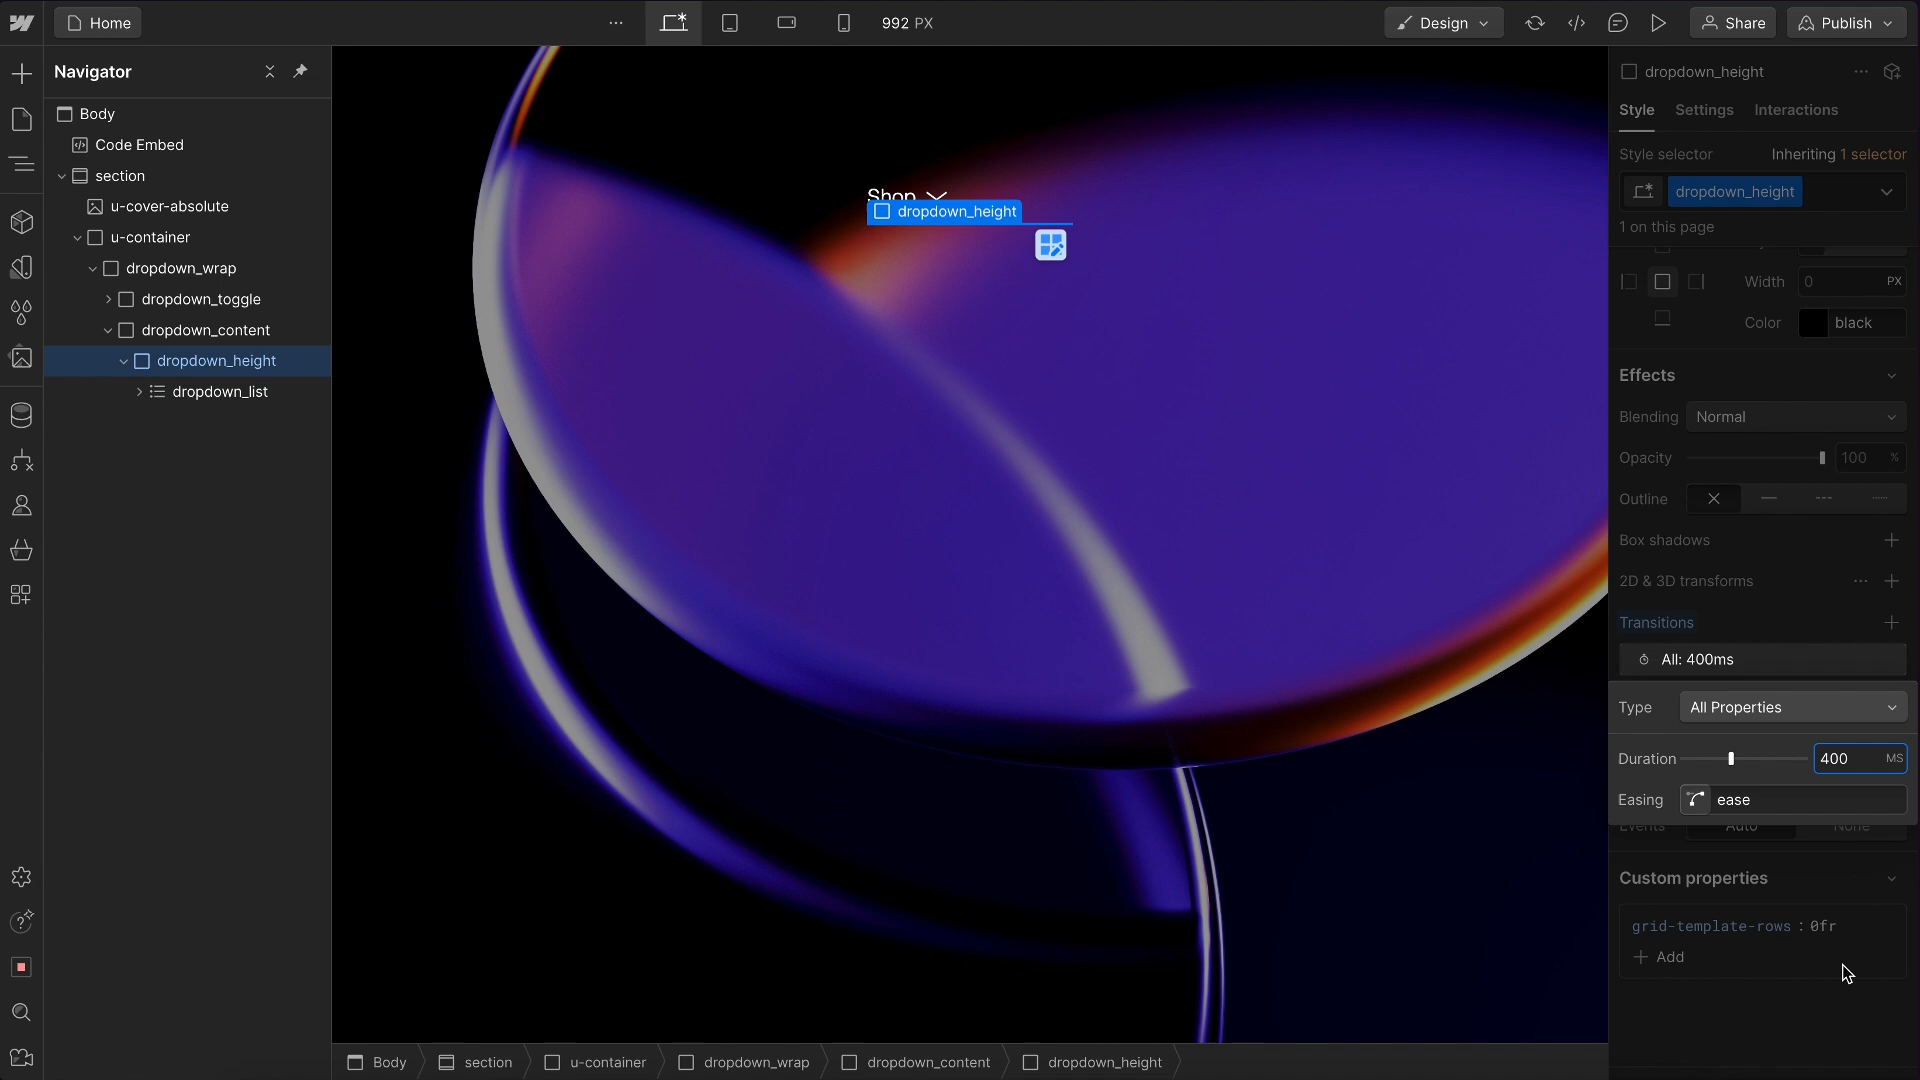 Home
992 PX
Design
Share
Publish
Navigator
Body
Code Embed
section
u-cover-absolute
u-container
dropdown_wrap
dropdown_toggle
dropdown_content
dropdown_height
dropdown_list
Shop
dropdown_height
dropdown_height
Style Settings Interactions
Style selector Inheriting 1 selector
dropdown_height
1 on this page
Width 0 PX
Color black
Effects
Blending Normal
Opacity 100 %
Outline
Box shadows
2D & 3D transforms
Transitions
All: 400ms
Type All Properties
Duration 400 MS
Easing ease
Events Auto None
Custom properties
grid-template-rows : 0fr
Add
Body section u-container dropdown_wrap dropdown_content dropdown_height